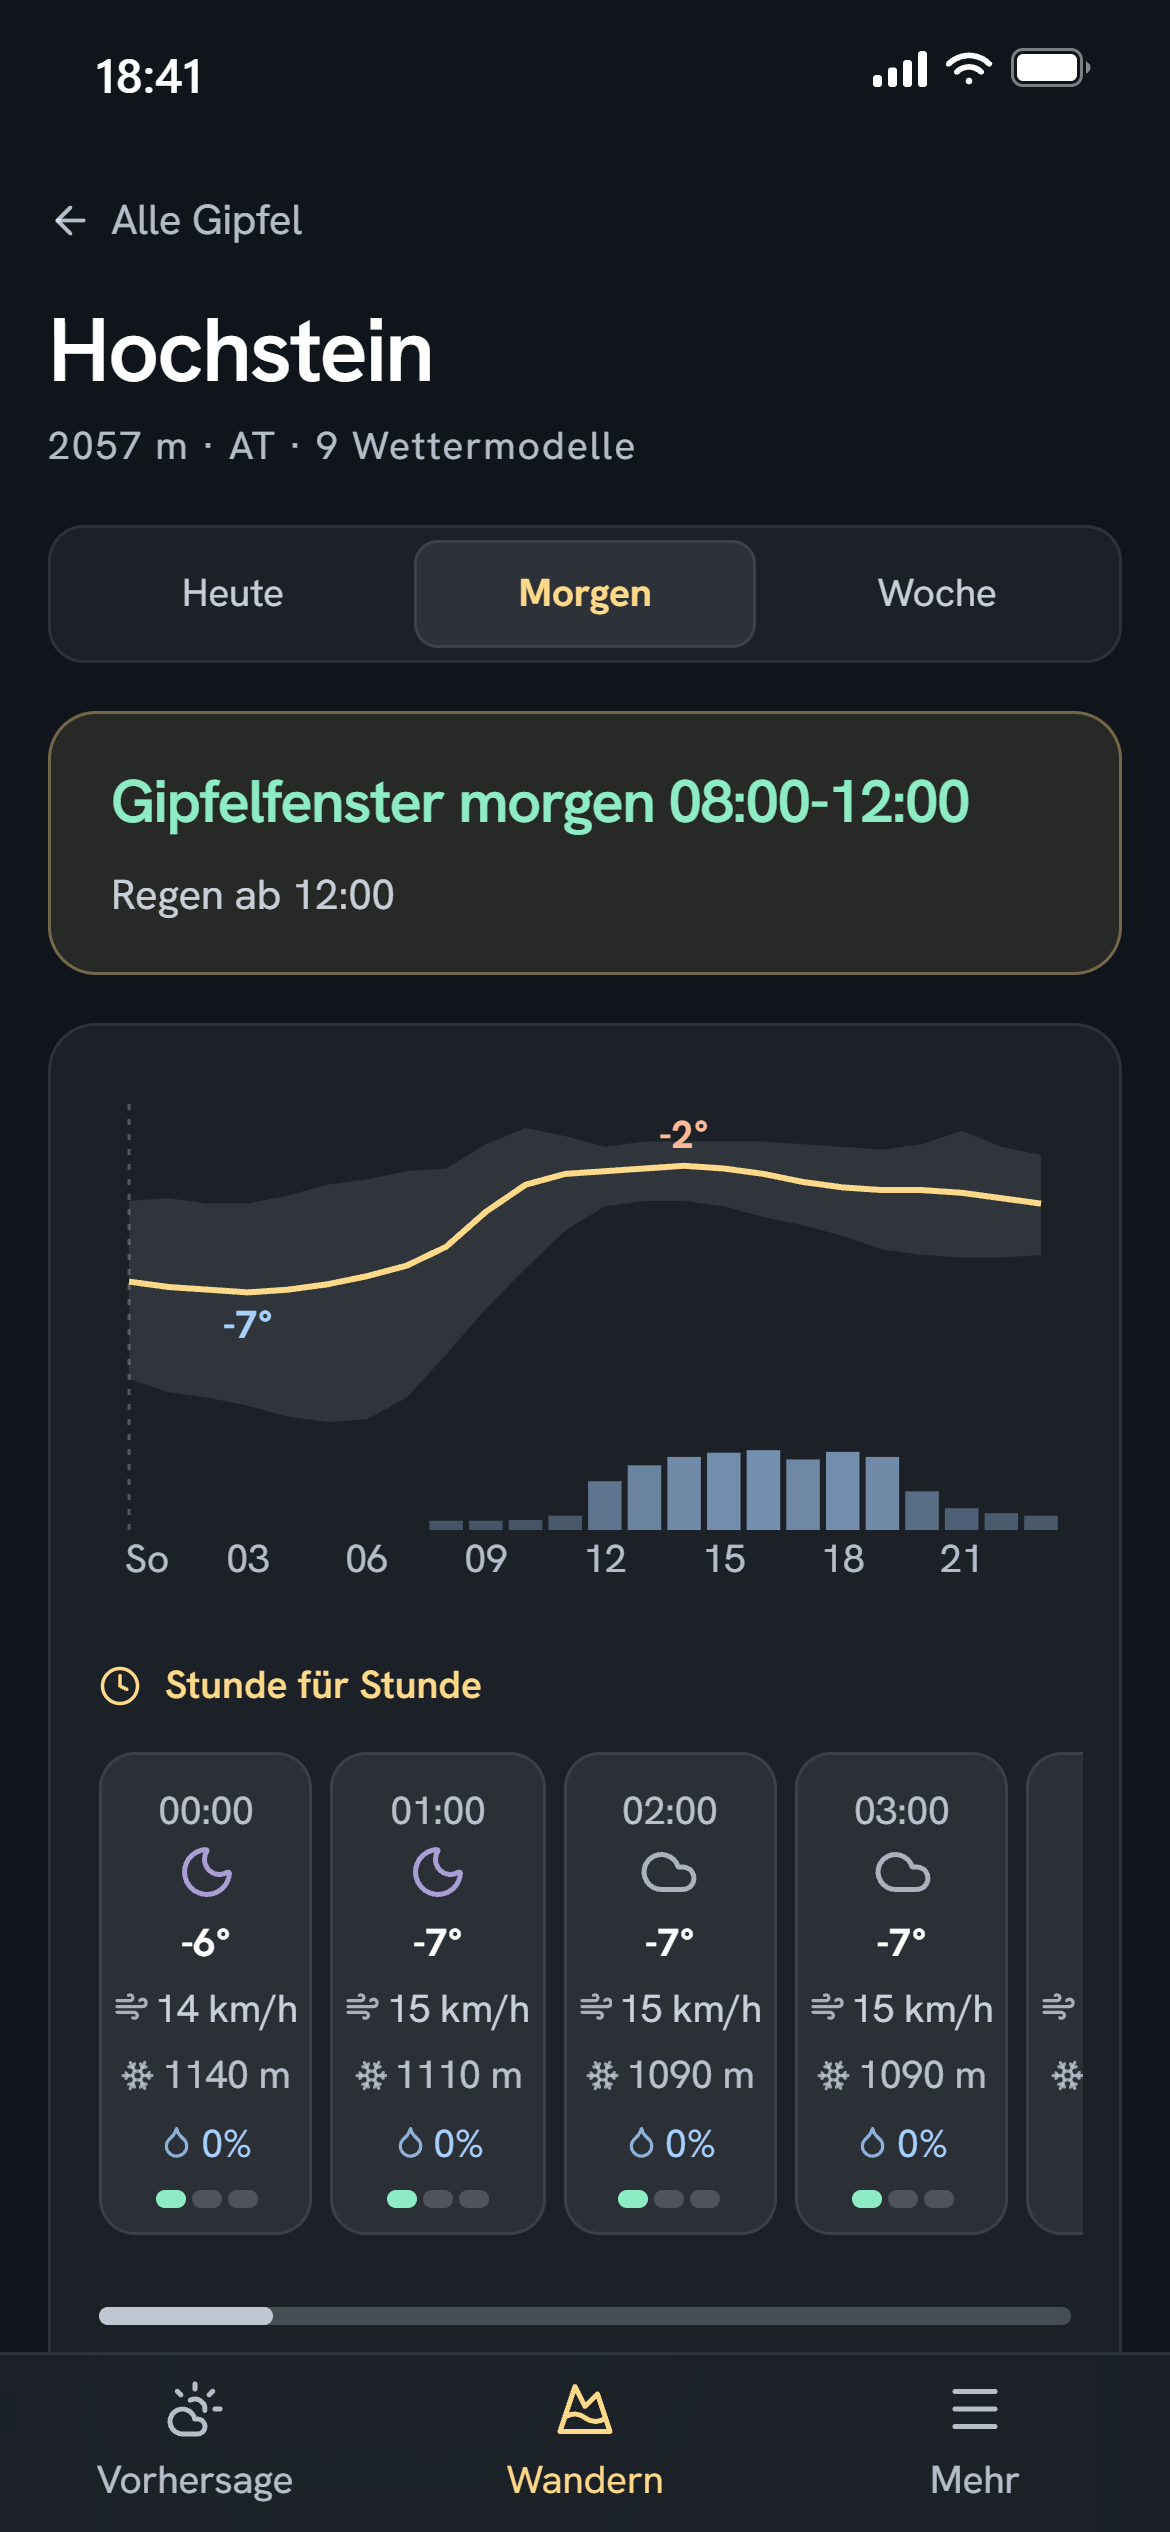 18:41
Alle Gipfel
Hochstein
2057 m · AT · 9 Wettermodelle
Heute Morgen Woche
Gipfelfenster morgen 08:00-12:00
Regen ab 12:00
-2°
-7°
So 03 06 09 12 15 18 21
Stunde für Stunde
00:00 01:00 02:00 03:00
-6° -7° -7° -7°
14 km/h 15 km/h 15 km/h 15 km/h
1140 m 1110 m 1090 m 1090 m
0% 0% 0% 0%
Vorhersage Wandern Mehr